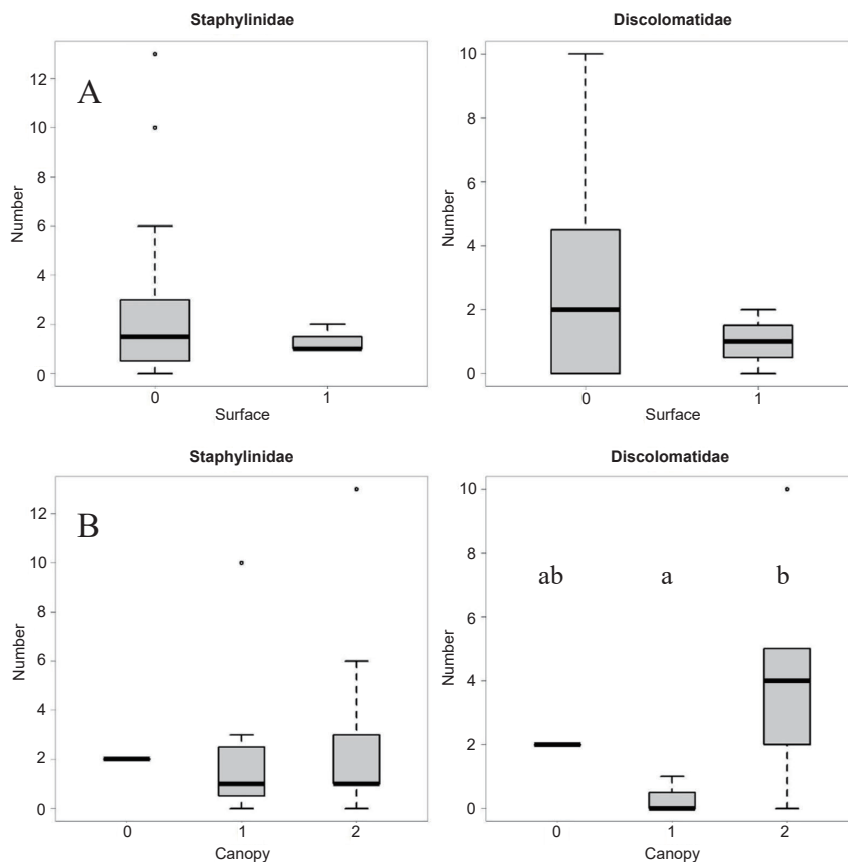 Staphylinidae
A
12
10
8
6
4
2
0
Number
0 1
Surface
Discolomatidae
10
8
6
4
2
0
Number
0 1
Surface
Staphylinidae
B
12
10
8
6
4
2
0
Number
0 1 2
Canopy
Discolomatidae
10
8
6
4
2
0
Number
ab a b
0 1 2
Canopy